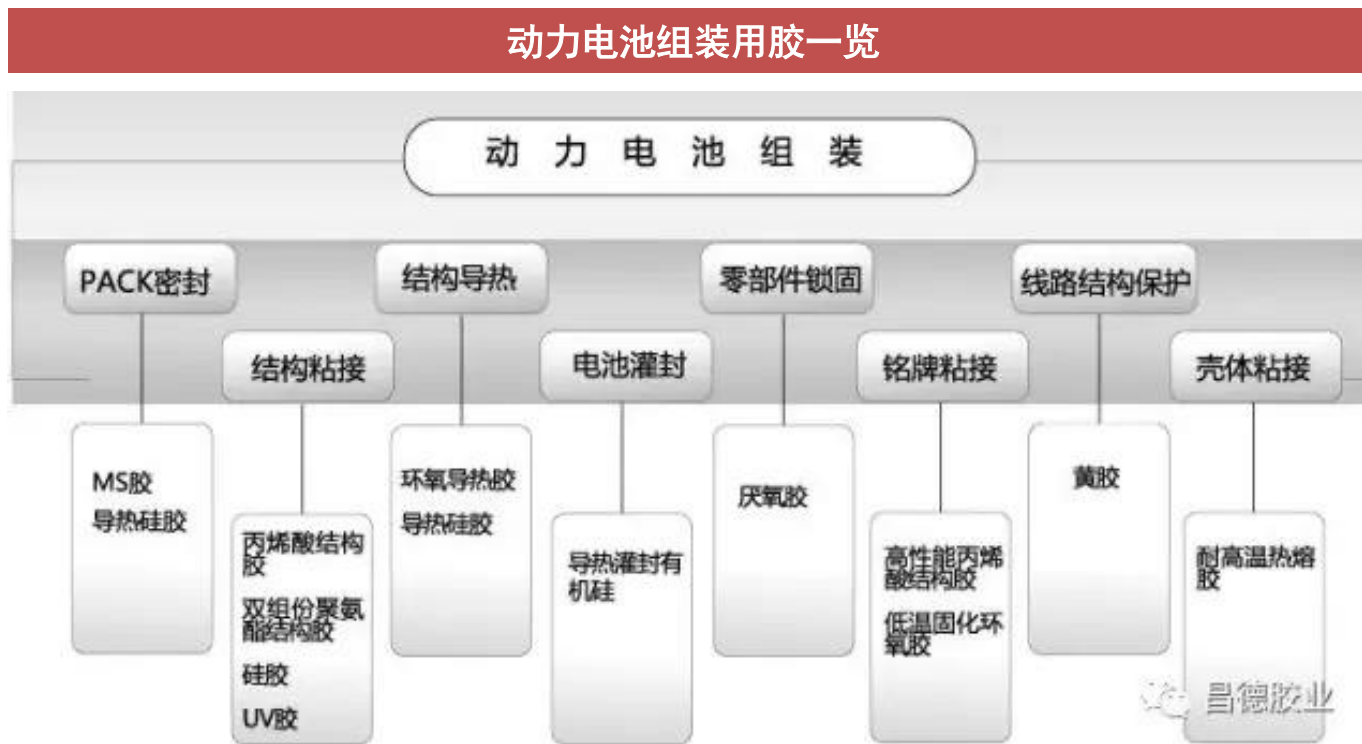 动力电池组装用胶一览
动力电池组装
PACK密封
结构导热
零部件锁固
线路结构保护
结构粘接
电池灌封
铭牌粘接
壳体粘接
MS胶
导热硅胶
丙烯酸结构
胶
双组份聚氨
酯结构胶
硅胶
UV胶
环氧导热胶
导热硅胶
导热灌封有
机硅
厌氧胶
高性能丙烯
酸结构胶
低温固化环
氧胶
黄胶
耐高温热熔
胶
昌德胶业